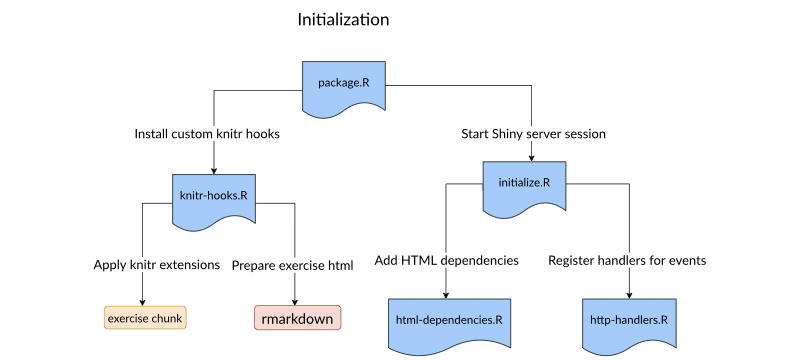 Initialization
package.R
Install custom knitr hooks
Start Shiny server session
knitr-hooks.R
initialize.R
Apply knitr extensions
Prepare exercise html
Add HTML dependencies
Register handlers for events
exercise chunk
rmarkdown
html-dependencies.R
http-handlers.R